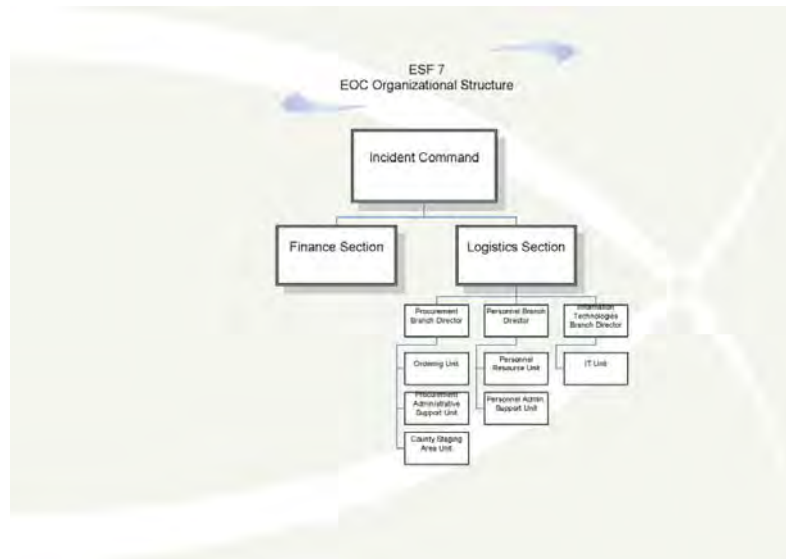 ESF 7
EOC Organizational Structure
Incident Command
Finance Section
Logistics Section
Procurement
Branch Director
Personnel Branch
Director
Information
Technologies
Branch Director
Ordering Unit
Personnel
Resource Unit
IT Unit
Procurement
Administrative
Support Unit
Personnel Admin.
Support Unit
County Staging
Area Unit